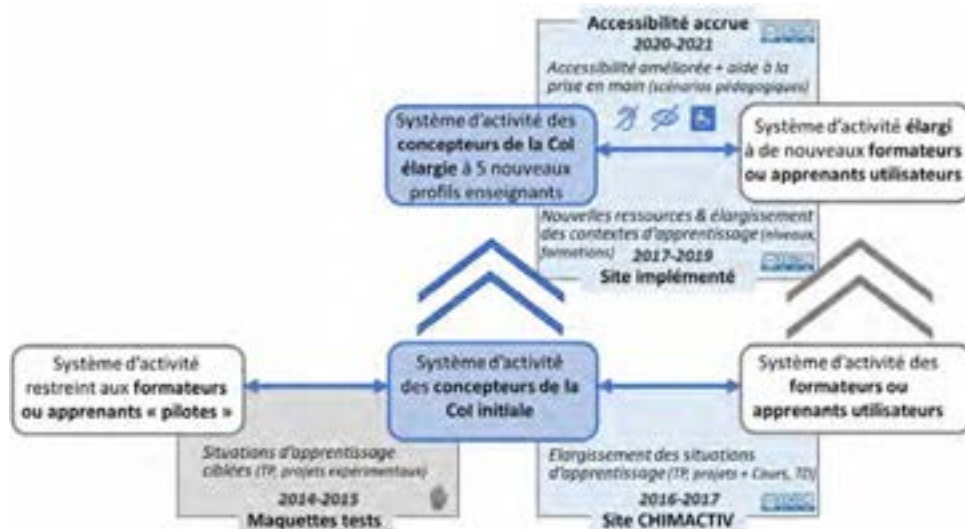 Accessibilité accrue
2020-2021
Accessibilité améliorée + aide à la
prise en main (scénarios pédagogiques)
Système d'activité des
concepteurs de la CoI
élargie à 5 nouveaux
profils enseignants
Système d'activité élargi
à de nouveaux formateurs
ou apprenants utilisateurs
Nouvelles ressources & élargissement
des contextes d'apprentissage (niveaux,
formations) 2017-2019
Site implémenté
Système d'activité
restreint aux formateurs
ou apprenants « pilotes »
Système d'activité
des concepteurs de la
CoI initiale
Système d'activité des
formateurs ou
apprenants utilisateurs
Situations d'apprentissage
ciblées (TP, projets expérimentaux)
2014-2015
Maquettes tests
Elargissement des situations
d'apprentissage (TP, projets + Cours, TD)
2016-2017
Site CHIMACTIV